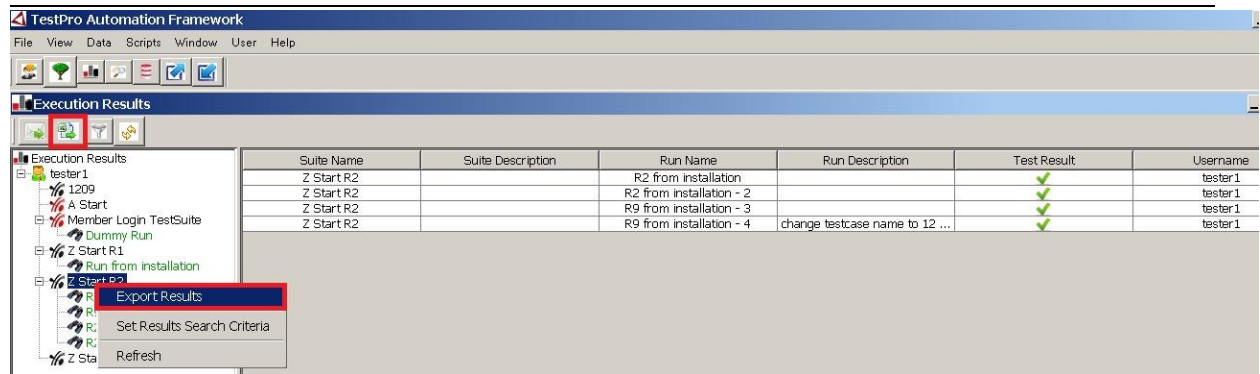 TestPro Automation Framework
File View Data Scripts Window User Help
Execution Results
Execution Results
tester1
1209
A Start
Member Login TestSuite
Dummy Run
Z Start R1
Run from installation
Z Start R2
R
R
R
R
Z Sta
Export Results
Set Results Search Criteria
Refresh
Suite Name Suite Description Run Name Run Description Test Result Username
Z Start R2 R2 from installation tester1
Z Start R2 R2 from installation - 2 tester1
Z Start R2 R9 from installation - 3 tester1
Z Start R2 R9 from installation - 4 change testcase name to 12 ... tester1